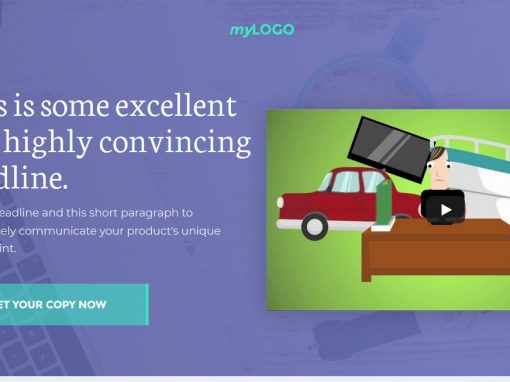 myLOGO
s is some excellent
highly convincing
dline.
eadline and this short paragraph to
ely communicate your product's unique
int.
ET YOUR COPY NOW